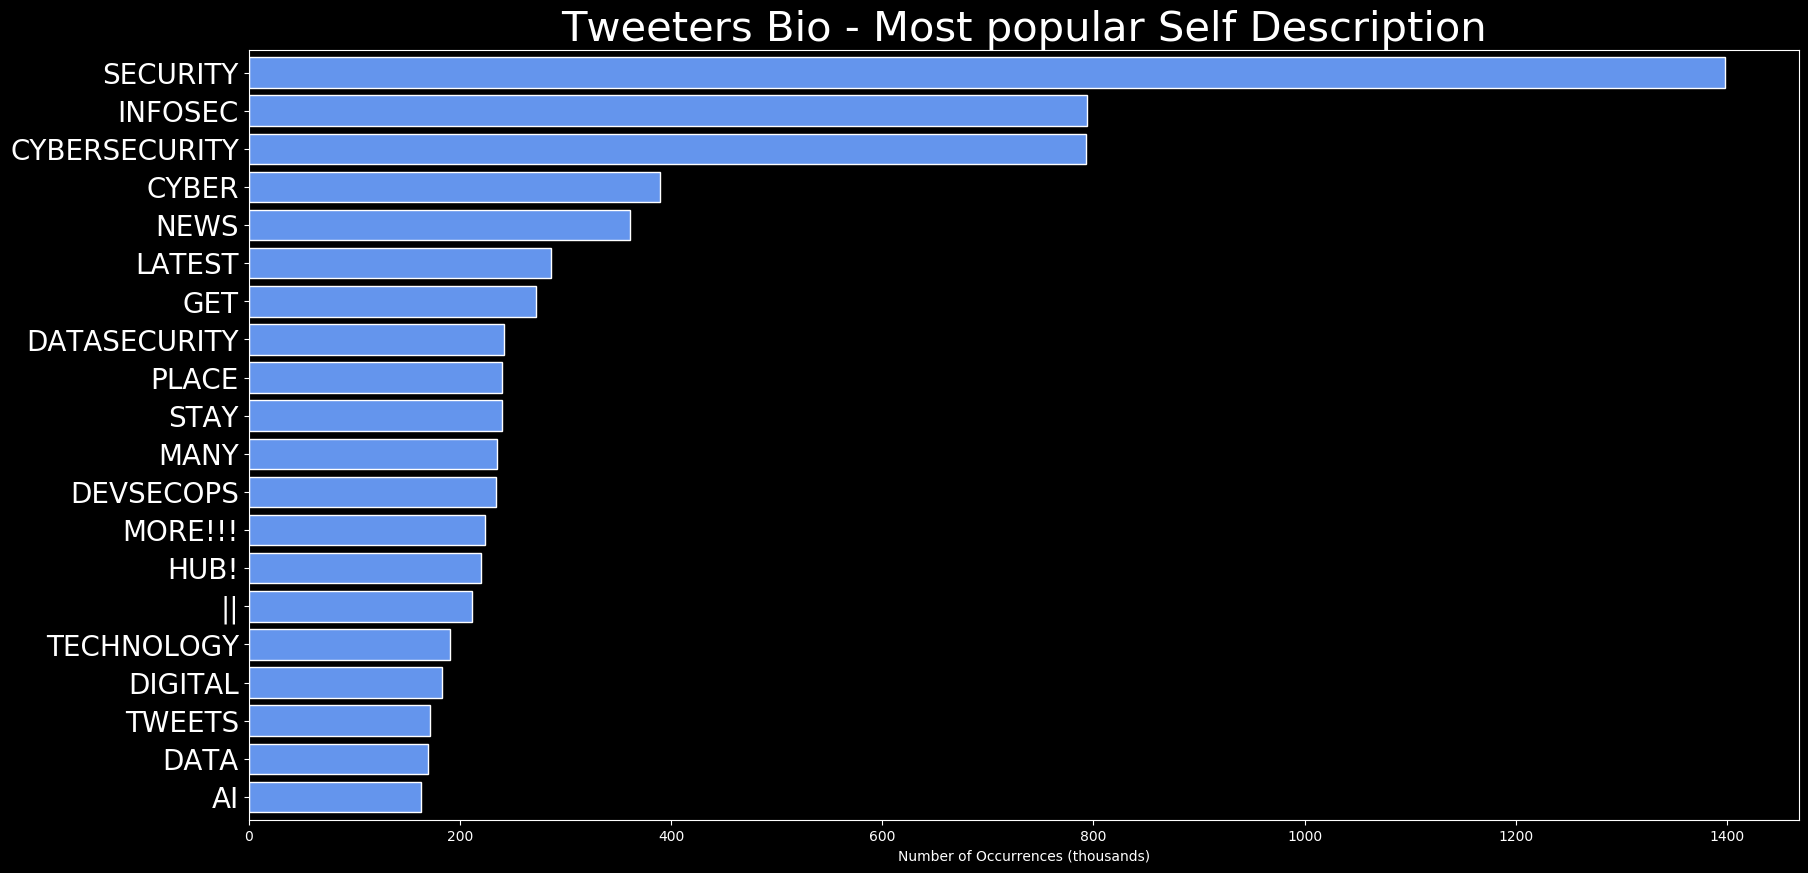 Tweeters Bio - Most popular Self Description
SECURITY
INFOSEC
CYBERSECURITY
CYBER
NEWS
LATEST
GET
DATASECURITY
PLACE
STAY
MANY
DEVSECOPS
MORE!!!
HUB!
||
TECHNOLOGY
DIGITAL
TWEETS
DATA
AI
0 200 400 600 800 1000 1200 1400
Number of Occurrences (thousands)